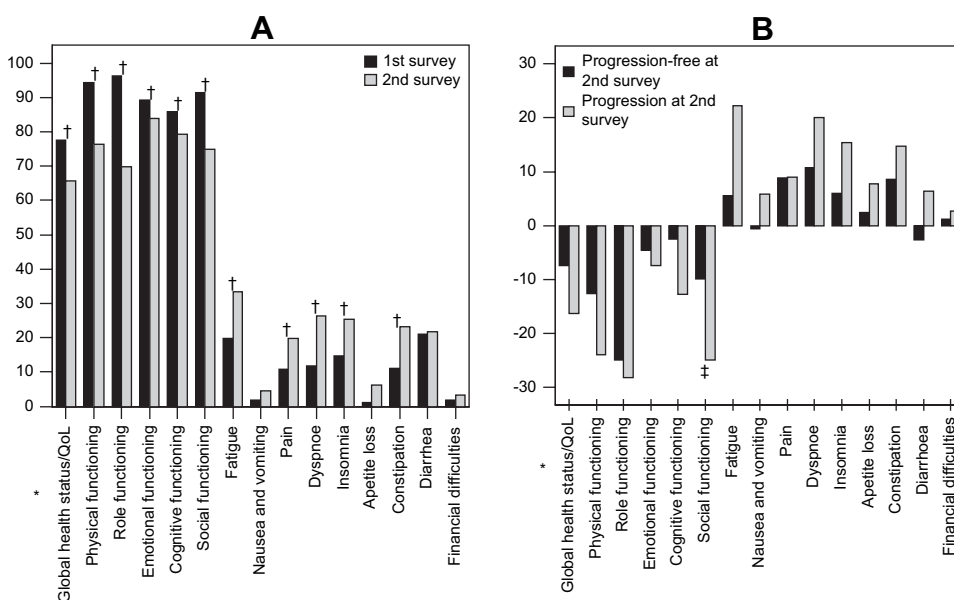 A
100
90
80
70
60
50
40
30
20
10
0
1st survey
2nd survey
†
†
†
†
†
†
†
†
†
†
†
*
Global health status/QoL
Physical functioning
Role functioning
Emotional functioning
Cognitive functioning
Social functioning
Fatigue
Nausea and vomiting
Pain
Dyspnoe
Insomnia
Apetite loss
Constipation
Diarrhea
Financial difficulties
B
30
20
10
0
-10
-20
-30
Progression-free at
2nd survey
Progression at 2nd
survey
‡
*
Global health status/QoL
Physical functioning
Role functioning
Emotional functioning
Cognitive functioning
Social functioning
Fatigue
Nausea and vomiting
Pain
Dyspnoe
Insomnia
Apetite loss
Constipation
Diarrhoea
Financial difficulties